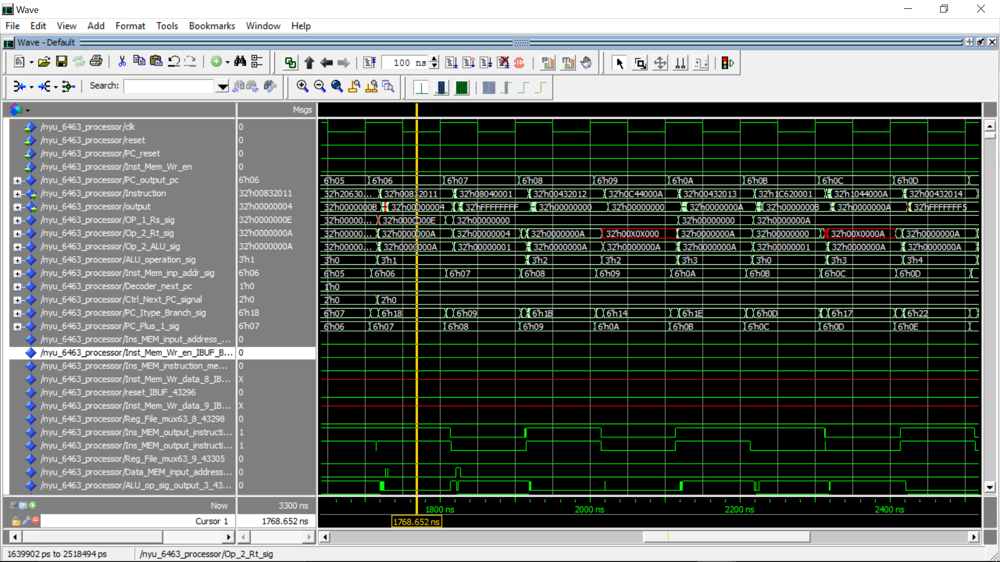 Wave
File Edit View Add Format Tools Bookmarks Window Help
Wave - Default
100 ns
Search:
Msgs
/nyu_6463_processor/clk 0
/nyu_6463_processor/reset 0
/nyu_6463_processor/PC_reset 0
/nyu_6463_processor/Inst_Mem_Wr_en 0
/nyu_6463_processor/PC_output_pc 6'h06 6'h05 6'h06 6'h07 6'h08 6'h09 6'h0A 6'h0B 6'h0C 6'h0D
/nyu_6463_processor/Instruction 32'h00832011 32'h20630... 32'h00832011 32'h08040001 32'h00432012 32'h0C44000A 32'h00432013 32'h1C620001 32'h1044000A 32'h00432014
/nyu_6463_processor/output 32'h00000004 32'h0000000B 32'h00000004 32'hFFFFFFFF 32'h00000000 32'h00000000 32'h0000000A 32'h0000000B 32'h0000000A 32'hFFFFFFF5
/nyu_6463_processor/OP_1_Rs_sig 32'h0000000E 32'h00000... 32'h0000000E 32'h00000000 32'h00000000 32'h0000000A
/nyu_6463_processor/Op_2_Rt_sig 32'h0000000A 32'h00000... 32'h0000000A 32'h00000004 32'h0000000A 32'h00X0X000 32'h0000000A 32'h00000000 32'h00X0000A 32'h0000000A
/nyu_6463_processor/Op_2_ALU_sig 32'h0000000A 32'h00000... 32'h0000000A 32'h00000001 32'h0000000A 32'h0000000A 32'h0000000A 32'h00000001 32'h0000000A 32'h0000000A
/nyu_6463_processor/ALU_operation_sig 3'h1 3'h0 3'h1 3'h2 3'h2 3'h3 3'h0 3'h3 3'h4
/nyu_6463_processor/Inst_Mem_inp_addr_sig 6'h06 6'h05 6'h06 6'h07 6'h08 6'h09 6'h0A 6'h0B 6'h0C 6'h0D
/nyu_6463_processor/Decoder_next_pc 1'h0 1'h0
/nyu_6463_processor/Ctrl_Next_PC_signal 2'h0 2'h0 2'h0
/nyu_6463_processor/PC_Itype_Branch_sig 6'h18 6'h07 6'h18 6'h09 6'h1B 6'h14 6'h1E 6'h0D 6'h17 6'h22
/nyu_6463_processor/PC_Plus_1_sig 6'h07 6'h06 6'h07 6'h08 6'h09 6'h0A 6'h0B 6'h0C 6'h0D 6'h0E
/nyu_6463_processor/Ins_MEM_input_address_... 0
/nyu_6463_processor/Inst_Mem_Wr_en_IBUF_B... 0
/nyu_6463_processor/Ins_MEM_instruction_me... 0
/nyu_6463_processor/Inst_Mem_Wr_data_8_IB... X
/nyu_6463_processor/reset_IBUF_43296 0
/nyu_6463_processor/Inst_Mem_Wr_data_9_IB... X
/nyu_6463_processor/Reg_File_mux63_8_43298 0
/nyu_6463_processor/Ins_MEM_output_instructi... 1
/nyu_6463_processor/Ins_MEM_output_instructi... 1
/nyu_6463_processor/Reg_File_mux63_9_43305 0
/nyu_6463_processor/Data_MEM_input_address... 0
/nyu_6463_processor/ALU_op_sig_output_3_43... 0
Now 3300 ns 1800 ns 2000 ns 2200 ns 2400 ns
Cursor 1 1768.652 ns 1768.652 ns
1639902 ps to 2518494 ps /nyu_6463_processor/Op_2_Rt_sig